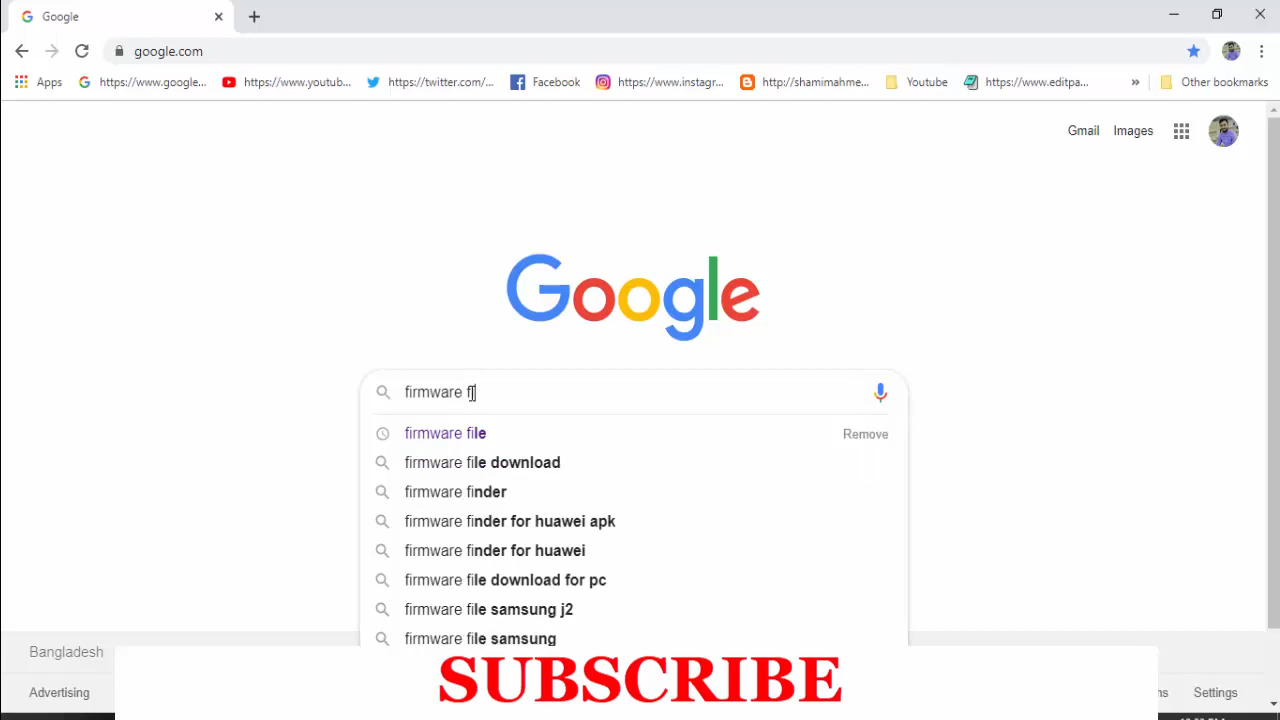 Google
google.com
Apps
https://www.google...
https://www.youtub...
https://twitter.com/...
Facebook
https://www.instagr...
http://shamimahme...
Youtube
https://www.editpa...
»
Other bookmarks
Gmail
Images
Google
firmware fi
firmware file
Remove
firmware file download
firmware finder
firmware finder for huawei apk
firmware finder for huawei
firmware file download for pc
firmware file samsung j2
firmware file samsung
Bangladesh
SUBSCRIBE
Advertising
Settings